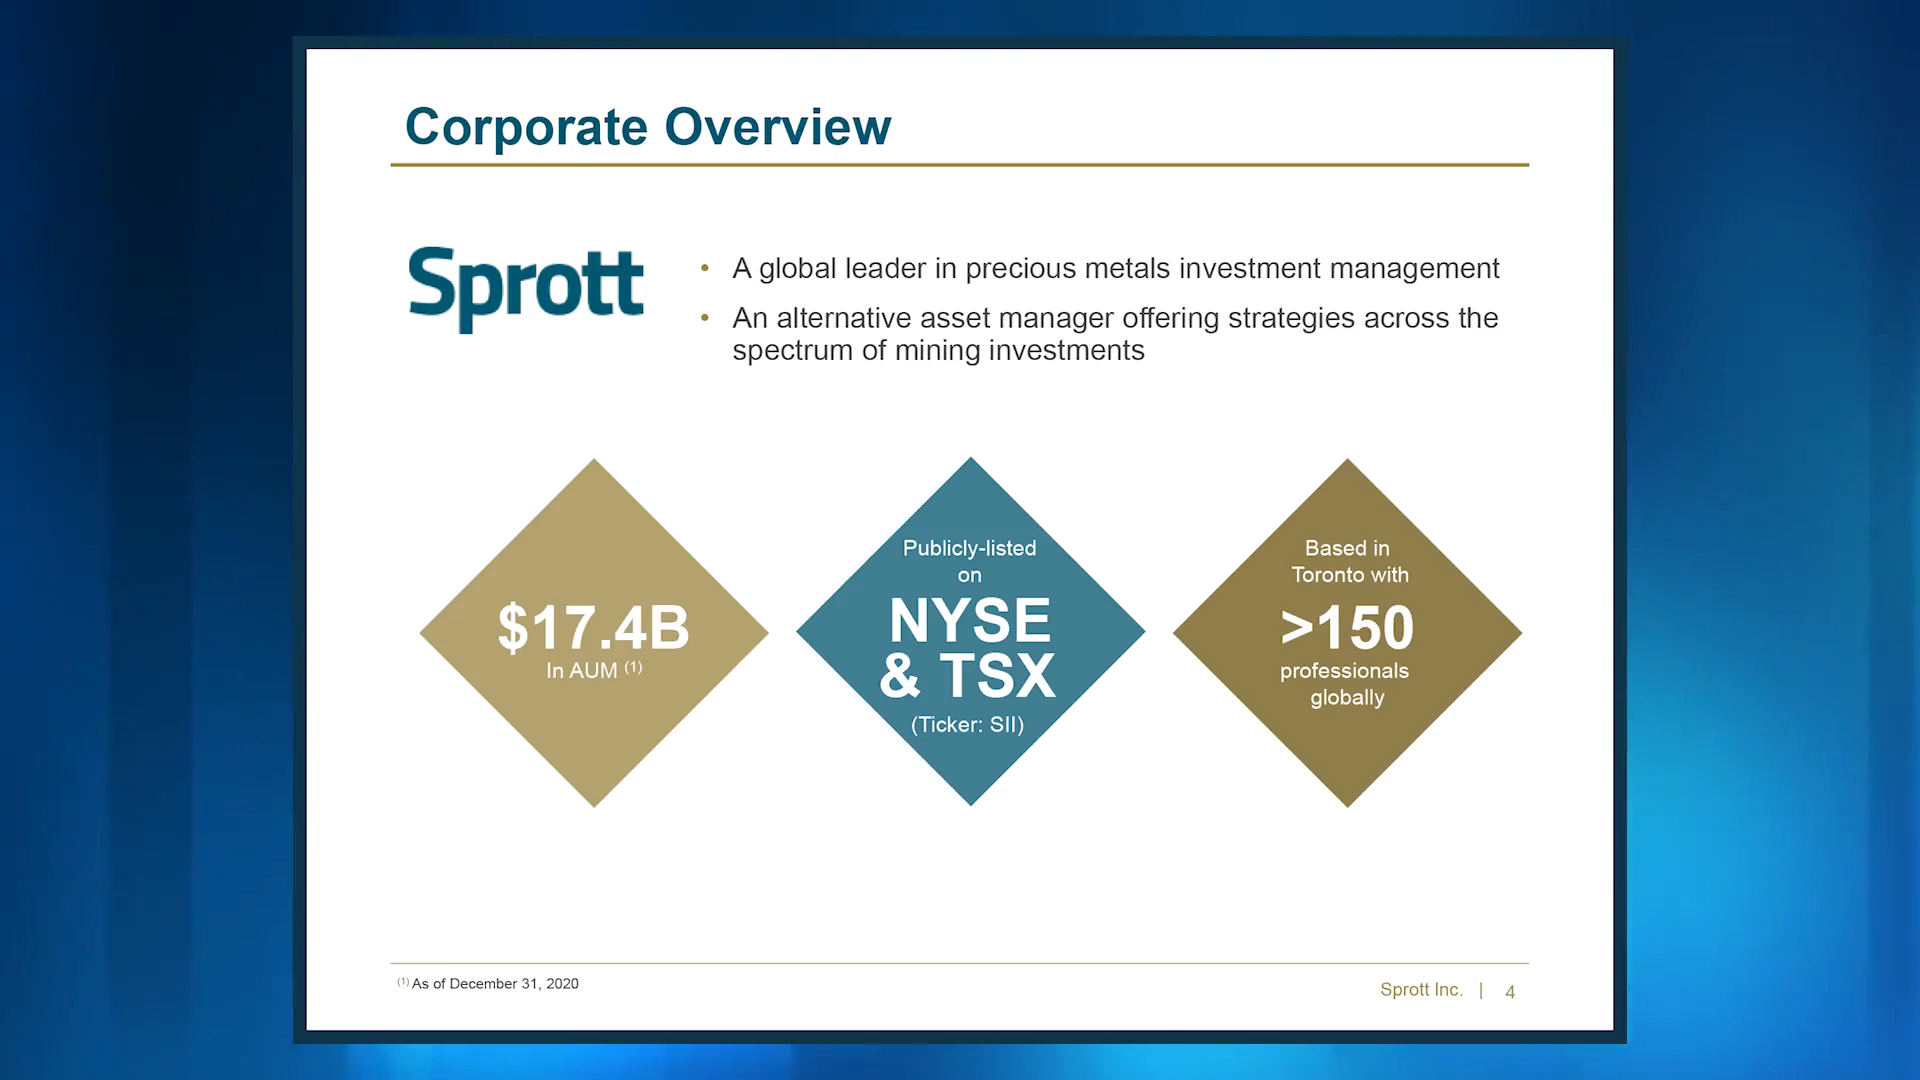 Corporate Overview
Sprott
• A global leader in precious metals investment management
• An alternative asset manager offering strategies across the
spectrum of mining investments
$17.4B
In AUM (1)
Publicly-listed
on
NYSE
& TSX
(Ticker: SII)
Based in
Toronto with
>150
professionals
globally
(1) As of December 31, 2020
Sprott Inc. | 4